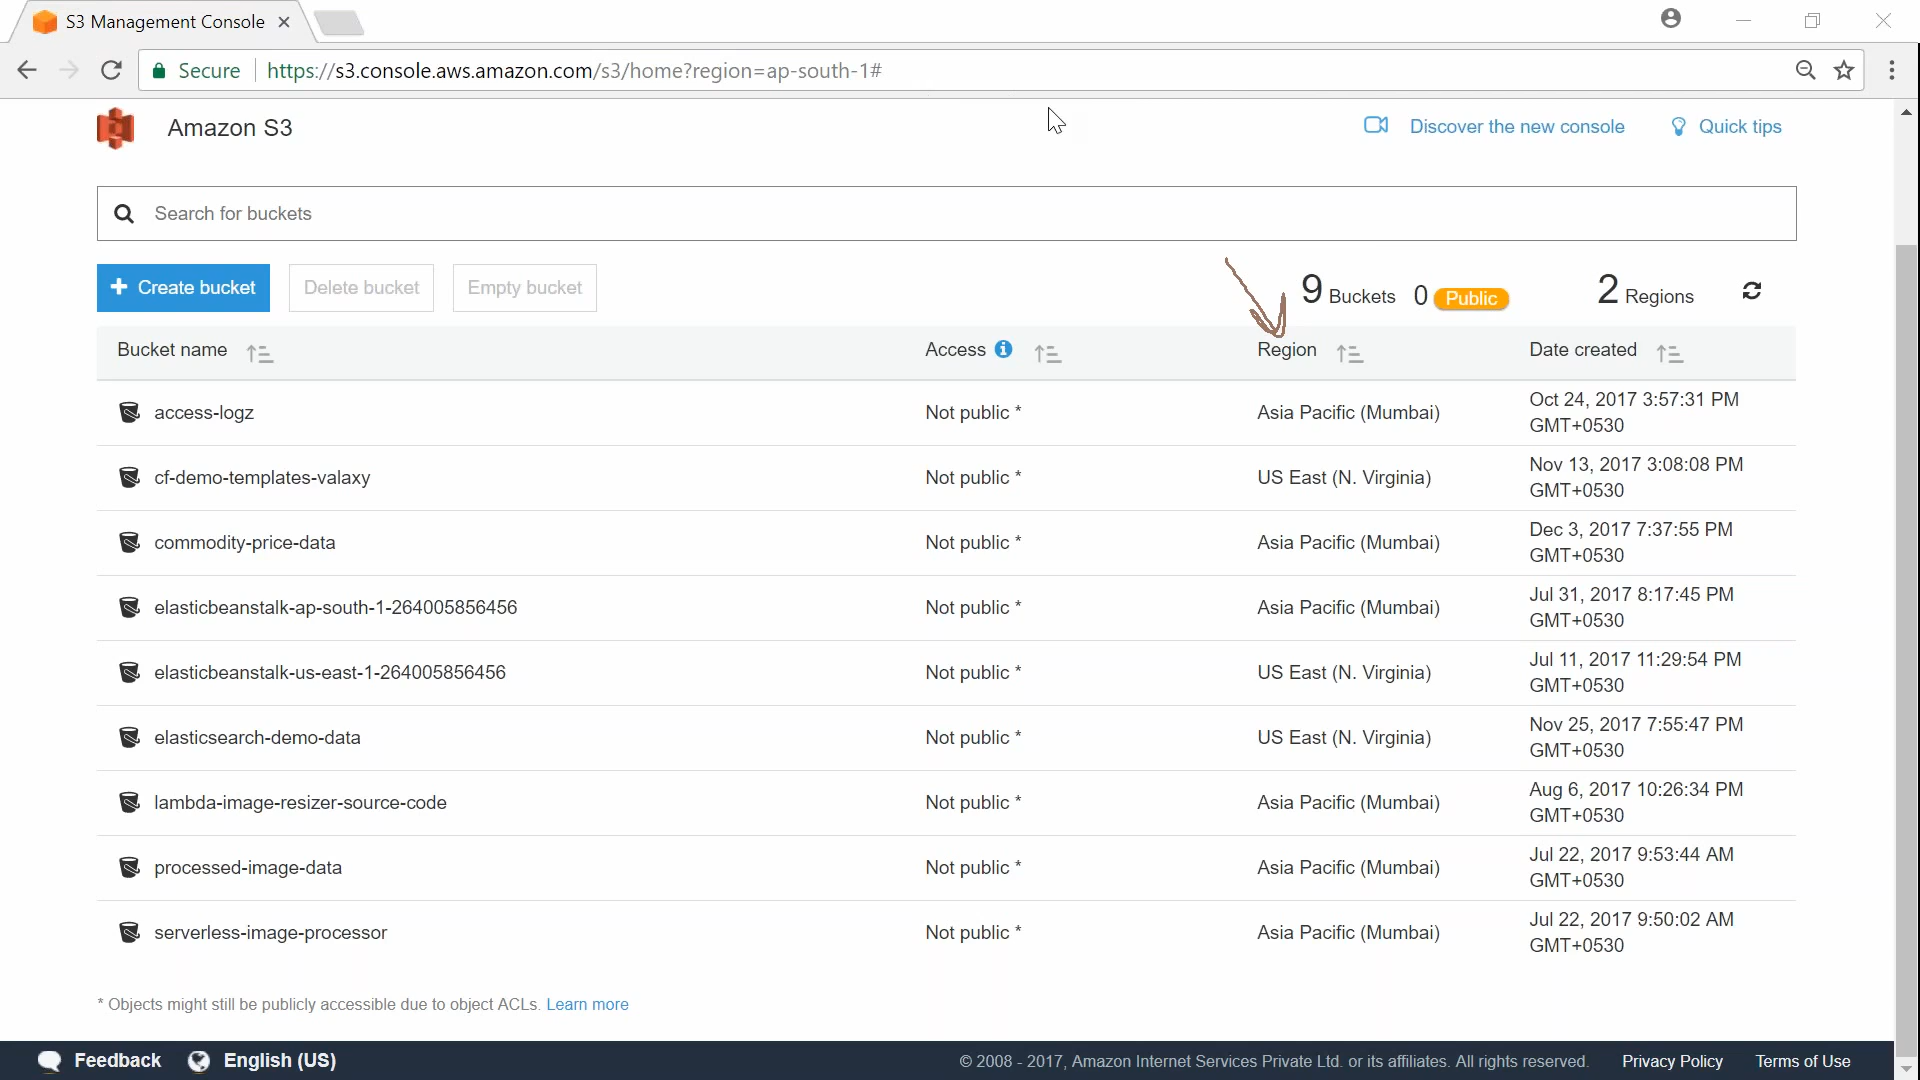 S3 Management Console
Secure https://s3.console.aws.amazon.com/s3/home?region=ap-south-1#
Amazon S3 Discover the new console Quick tips
Search for buckets
Create bucket Delete bucket Empty bucket 9 Buckets 0 Public 2 Regions
Bucket name Access Region Date created
access-logz Not public * Asia Pacific (Mumbai) Oct 24, 2017 3:57:31 PM
GMT+0530
cf-demo-templates-valaxy Not public * US East (N. Virginia) Nov 13, 2017 3:08:08 PM
GMT+0530
commodity-price-data Not public * Asia Pacific (Mumbai) Dec 3, 2017 7:37:55 PM
GMT+0530
elasticbeanstalk-ap-south-1-264005856456 Not public * Asia Pacific (Mumbai) Jul 31, 2017 8:17:45 PM
GMT+0530
elasticbeanstalk-us-east-1-264005856456 Not public * US East (N. Virginia) Jul 11, 2017 11:29:54 PM
GMT+0530
elasticsearch-demo-data Not public * US East (N. Virginia) Nov 25, 2017 7:55:47 PM
GMT+0530
lambda-image-resizer-source-code Not public * Asia Pacific (Mumbai) Aug 6, 2017 10:26:34 PM
GMT+0530
processed-image-data Not public * Asia Pacific (Mumbai) Jul 22, 2017 9:53:44 AM
GMT+0530
serverless-image-processor Not public * Asia Pacific (Mumbai) Jul 22, 2017 9:50:02 AM
GMT+0530
* Objects might still be publicly accessible due to object ACLs. Learn more
Feedback English (US) © 2008 - 2017, Amazon Internet Services Private Ltd. or its affiliates. All rights reserved. Privacy Policy Terms of Use